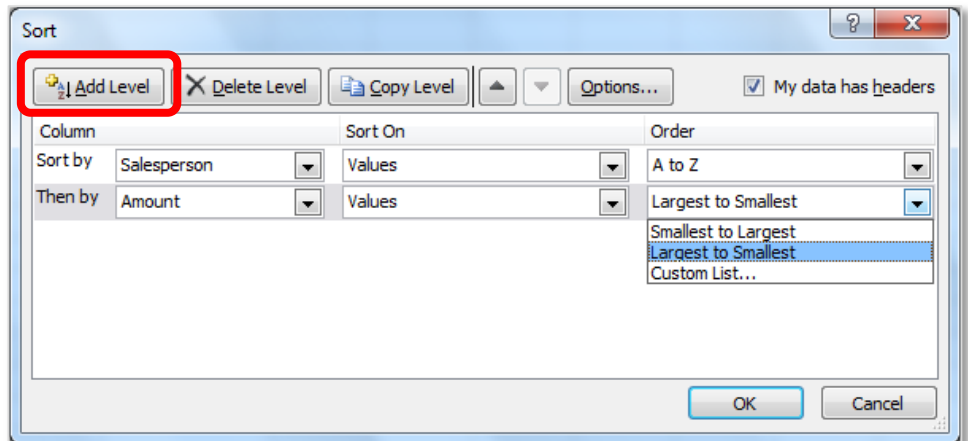 Sort
?
X
Add Level Delete Level Copy Level Options... My data has headers
Column Sort On Order
Sort by Salesperson Values A to Z
Then by Amount Values Largest to Smallest
Smallest to Largest
Largest to Smallest
Custom List...
OK Cancel